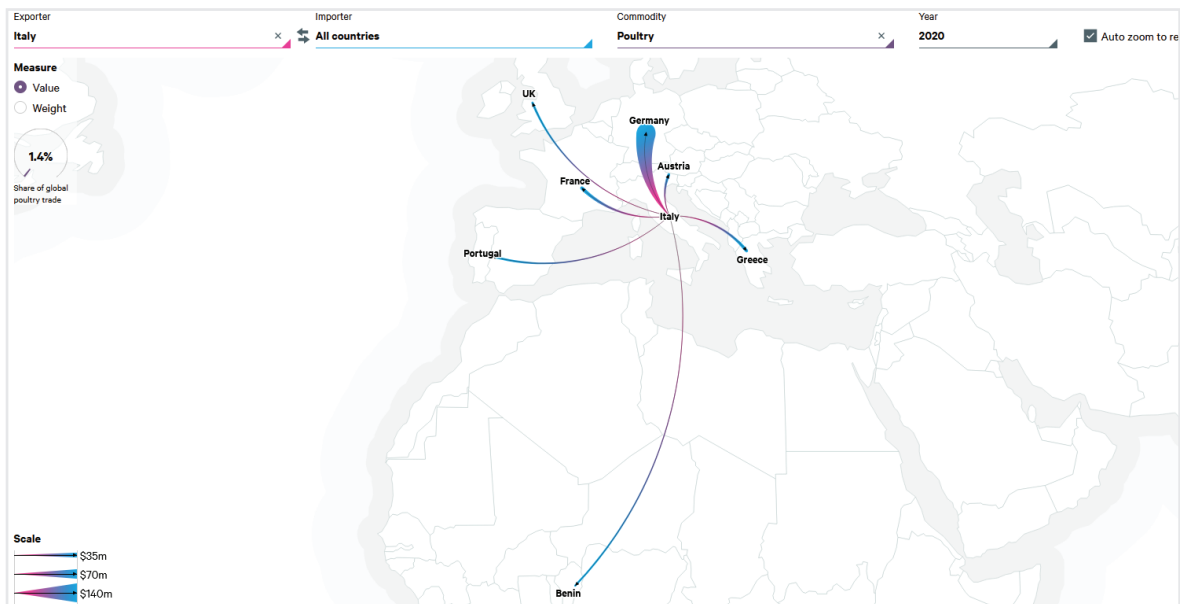 Exporter
Importer
Commodity
Year
Italy ×
All countries
Poultry ×
2020
Auto zoom to re
Measure
Value
Weight
1.4%
Share of global
poultry trade
UK
Germany
Austria
France
Italy
Portugal
Greece
Benin
Scale
$35m
$70m
$140m